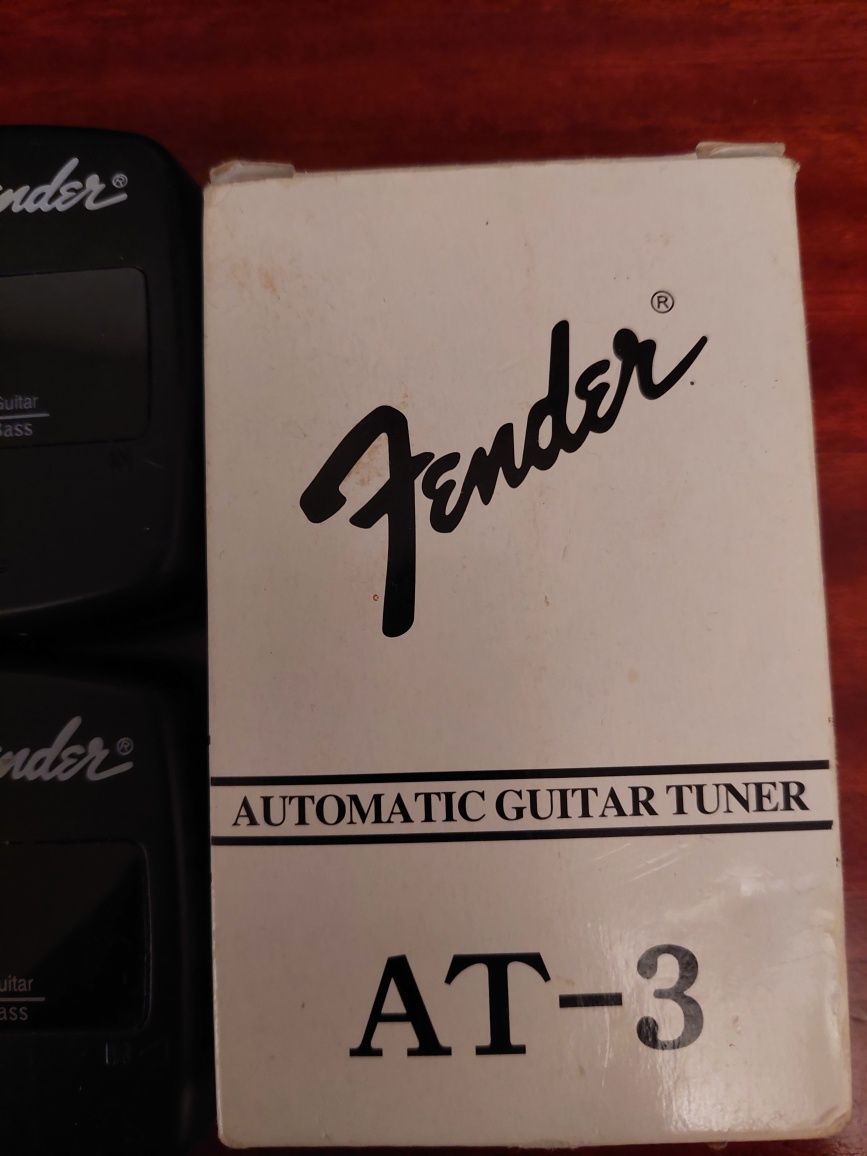 ender®
Guitar
Bass
Fender®
AUTOMATIC GUITAR TUNER
AT-3
ender®
uitar
ass